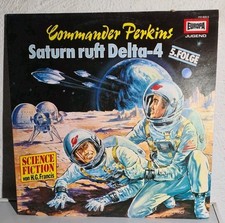 Commander Perkins
EUROPA
JUGEND
Saturn ruft Delta-4
5. FOLGE
SCIENCE
FICTION
von H.G. Francis